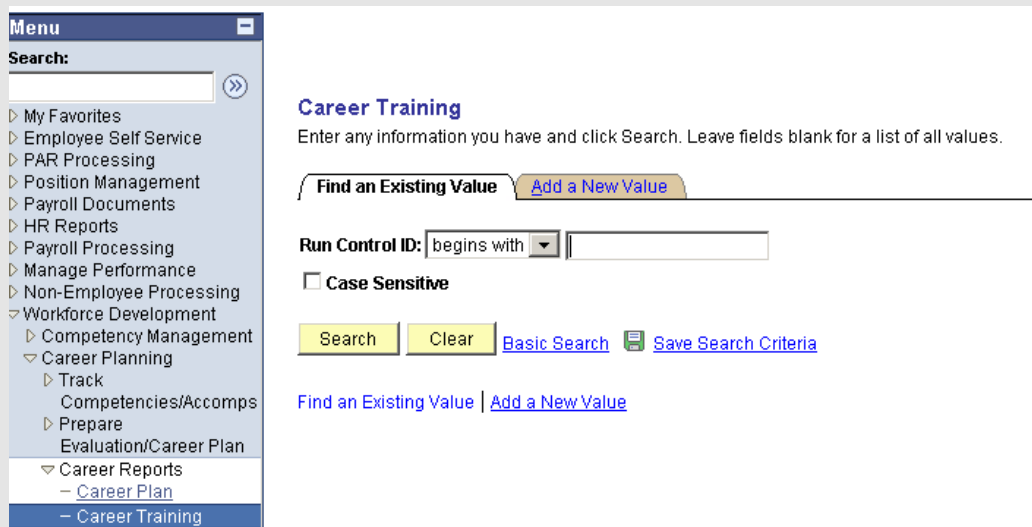 Menu
Search:
My Favorites
Employee Self Service
PAR Processing
Position Management
Payroll Documents
HR Reports
Payroll Processing
Manage Performance
Non-Employee Processing
Workforce Development
Competency Management
Career Planning
Track
Competencies/Accomps
Prepare
Evaluation/Career Plan
Career Reports
– Career Plan
– Career Training
Career Training
Enter any information you have and click Search. Leave fields blank for a list of all values.
Find an Existing Value Add a New Value
Run Control ID: begins with
Case Sensitive
Search Clear Basic Search Save Search Criteria
Find an Existing Value | Add a New Value